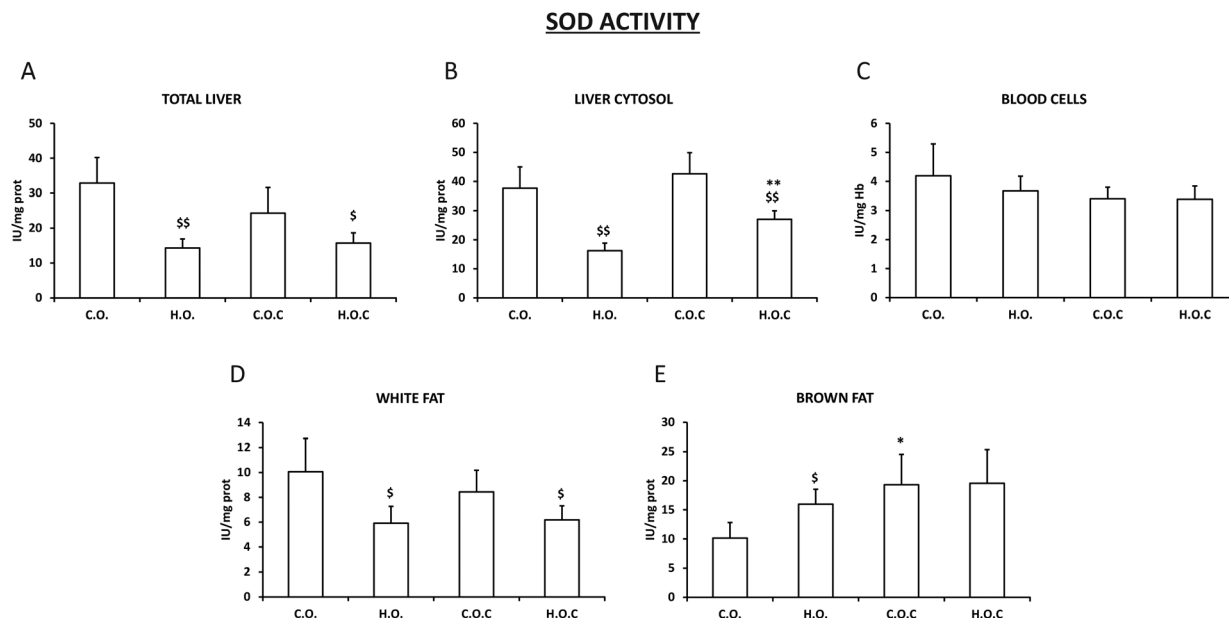 SOD ACTIVITY
A
TOTAL LIVER
IU/mg prot
50
40
30
20
10
0
$$
$
C.O.
H.O.
C.O.C
H.O.C
B
LIVER CYTOSOL
IU/mg prot
60
50
40
30
20
10
0
$$
**
$$
C.O.
H.O.
C.O.C
H.O.C
C
BLOOD CELLS
IU/mg Hb
6
5
4
3
2
1
0
C.O.
H.O.
C.O.C
H.O.C
D
WHITE FAT
IU/mg prot
14
12
10
8
6
4
2
0
$
$
C.O.
H.O.
C.O.C
H.O.C
E
BROWN FAT
IU/mg prot
30
25
20
15
10
5
0
$
*
C.O.
H.O.
C.O.C
H.O.C